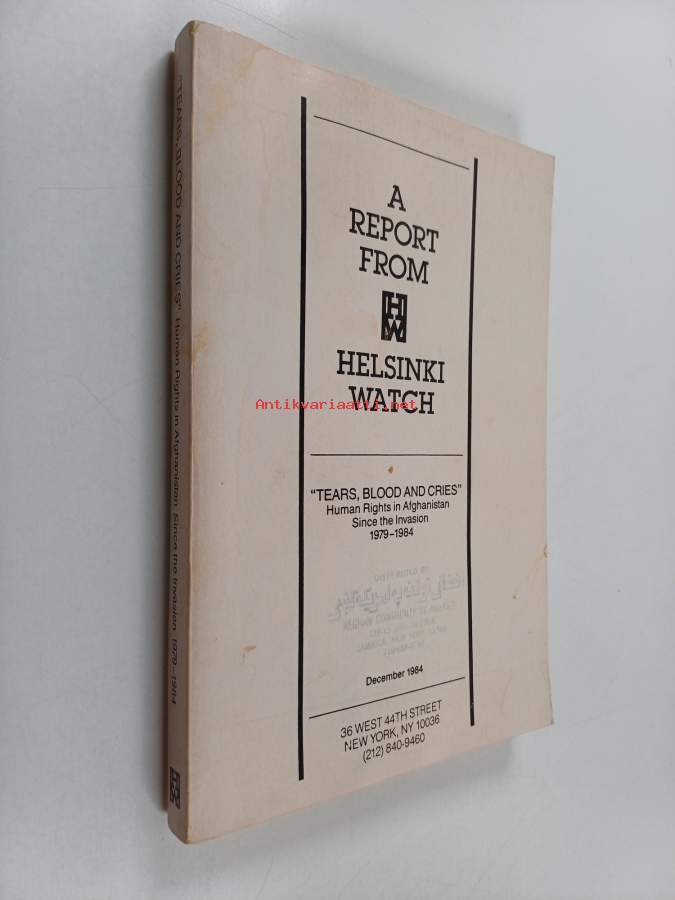 A
REPORT
FROM
HW
HELSINKI
WATCH
Antikvariaatti.net
"TEARS, BLOOD AND CRIES"
Human Rights in Afghanistan
Since the Invasion
1979–1984
December 1984
36 WEST 44TH STREET
NEW YORK, NY 10036
(212) 840-9460
"TEARS, BLOOD AND CRIES" Human Rights in Afghanistan Since the Invasion 1979–1984